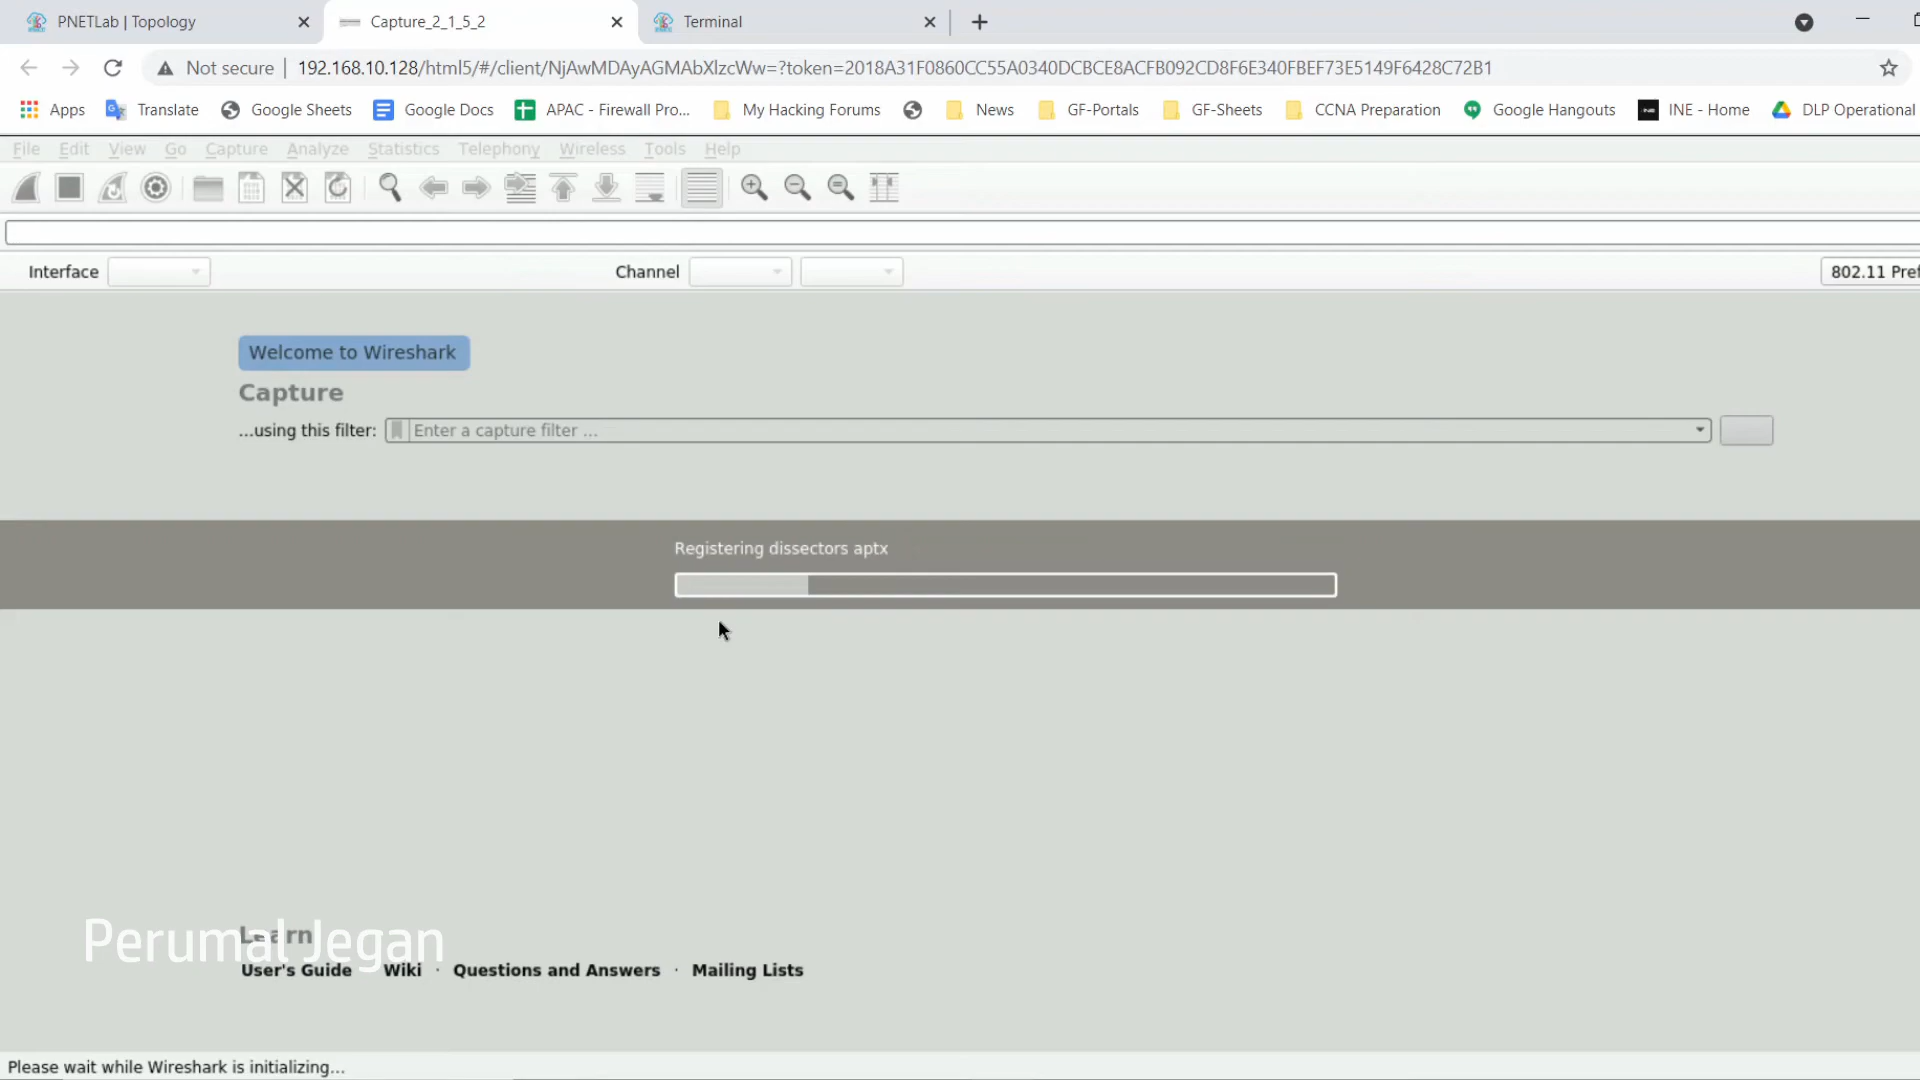 PNETLab | Topology
Capture_2_1_5_2
Terminal
Not secure | 192.168.10.128/html5/#/client/NjAwMDAyAGMAbXlzcWw=?token=2018A31F0860CC55A0340DCBCE8ACFB092CD8F6E340FBEF73E5149F6428C72B1
Apps Translate Google Sheets Google Docs APAC - Firewall Pro... My Hacking Forums News GF-Portals GF-Sheets CCNA Preparation Google Hangouts INE - Home DLP Operational
File Edit View Go Capture Analyze Statistics Telephony Wireless Tools Help
Interface Channel 802.11 Pref
Welcome to Wireshark
Capture
...using this filter: Enter a capture filter ...
Registering dissectors aptx
Learn
Perumal Jegan
User's Guide Wiki · Questions and Answers · Mailing Lists
Please wait while Wireshark is initializing...